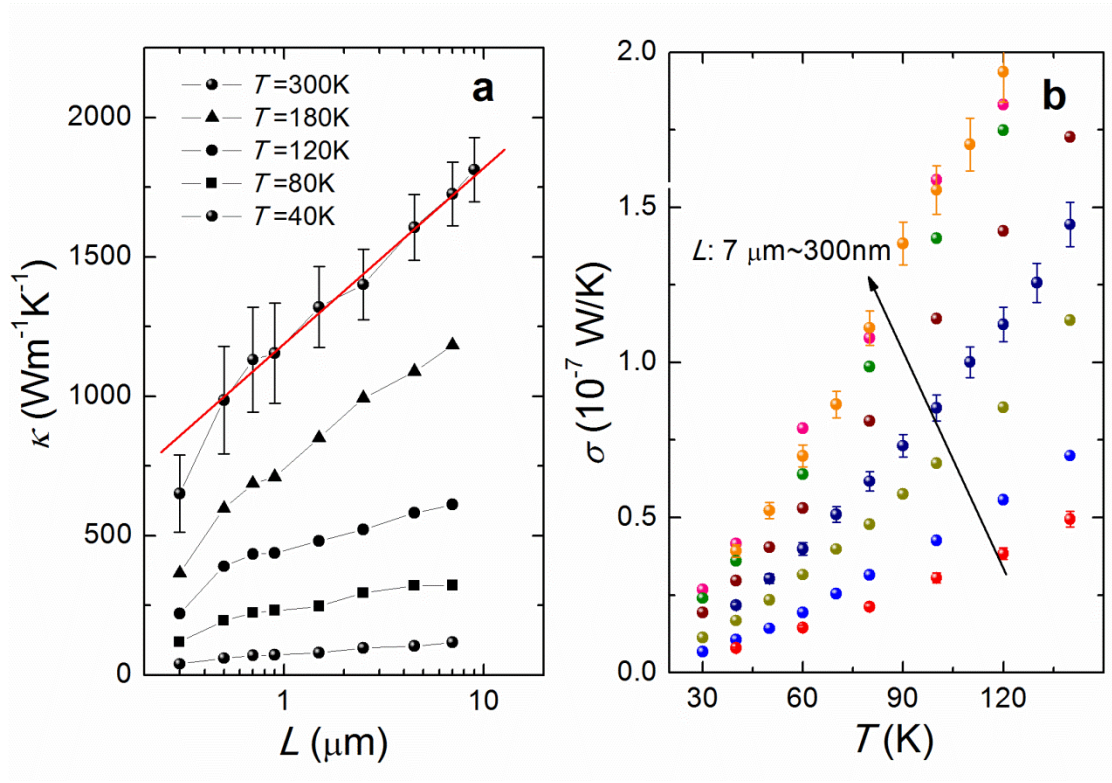 a
T=300K
T=180K
T=120K
T=80K
T=40K
2000
1500
1000
500
0
κ (Wm⁻¹K⁻¹)
1
10
L (μm)
b
2.0
1.5
1.0
0.5
0.0
σ (10⁻⁷ W/K)
L: 7 μm~300nm
30
60
90
120
T (K)